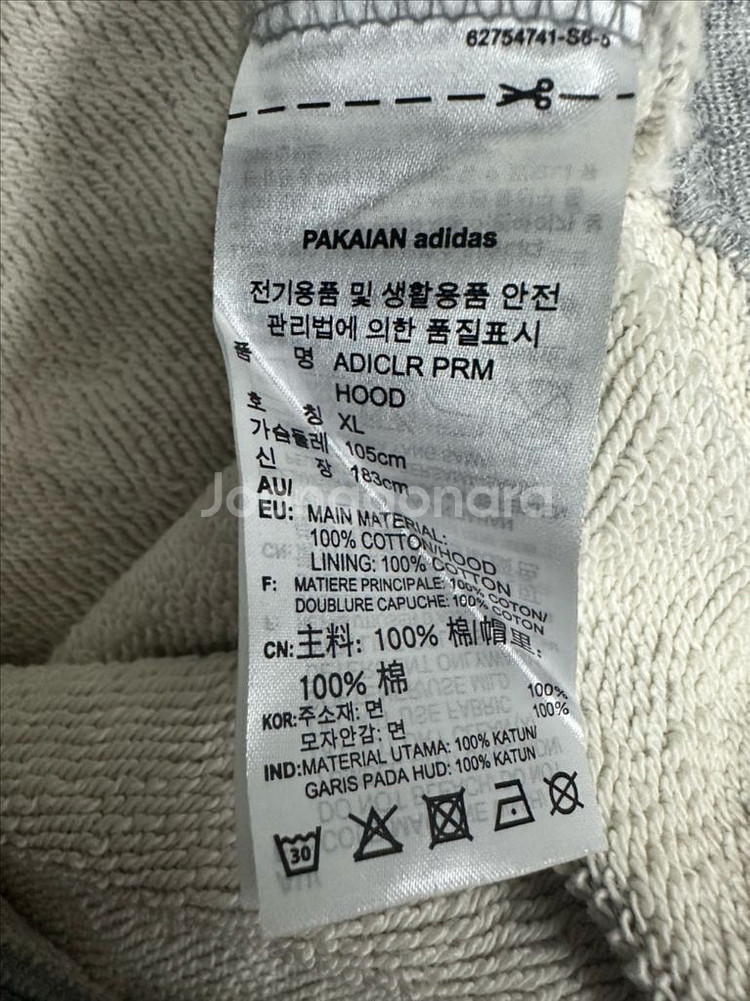 62754741-S6-5
PAKAIAN adidas
전기용품 및 생활용품 안전
관리법에 의한 품질표시
품 명 ADICLR PRM
HOOD
호 칭 XL
가슴둘레 105cm
신 장 183cm
AU/
EU: MAIN MATERIAL:
100% COTTON/HOOD
LINING: 100% COTTON
F: MATIERE PRINCIPALE: 100% COTON/
DOUBLURE CAPUCHE: 100% COTON
CN: 主料: 100% 棉/帽里:
100% 棉
KOR: 주소재: 면 100%
모자안감: 면 100%
IND: MATERIAL UTAMA: 100% KATUN/
GARIS PADA HUD: 100% KATUN
30
Joongnabonara